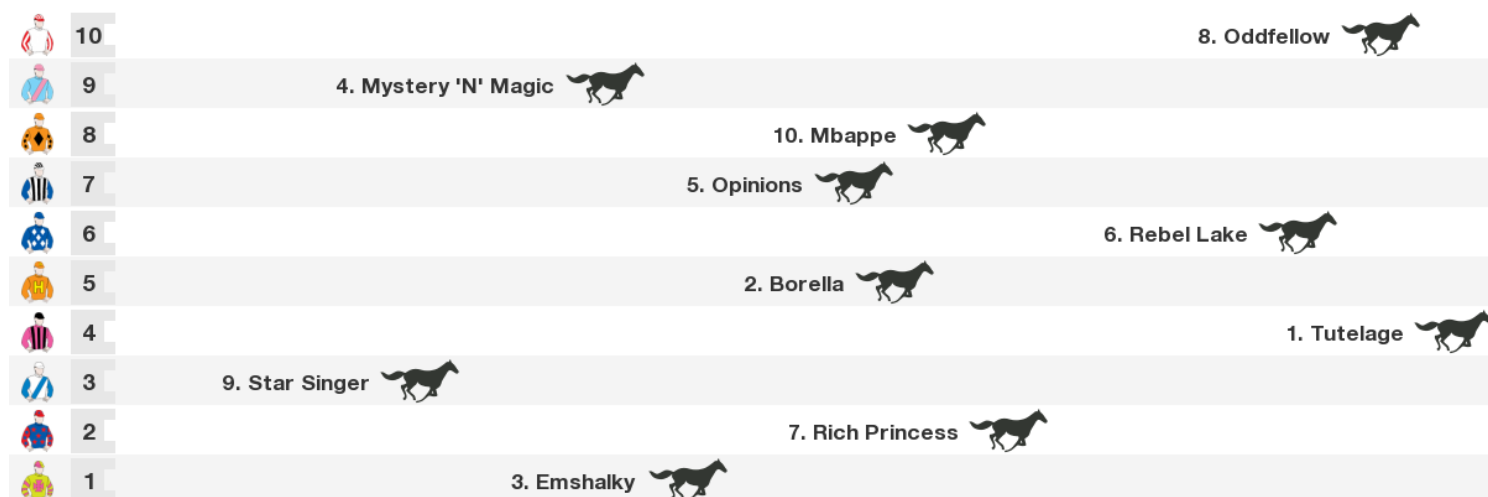 10 8. Oddfellow
9 4. Mystery 'N' Magic
8 10. Mbappe
7 5. Opinions
6 6. Rebel Lake
5 H 2. Borella
4 1. Tutelage
3 9. Star Singer
2 7. Rich Princess
1 3. Emshalky